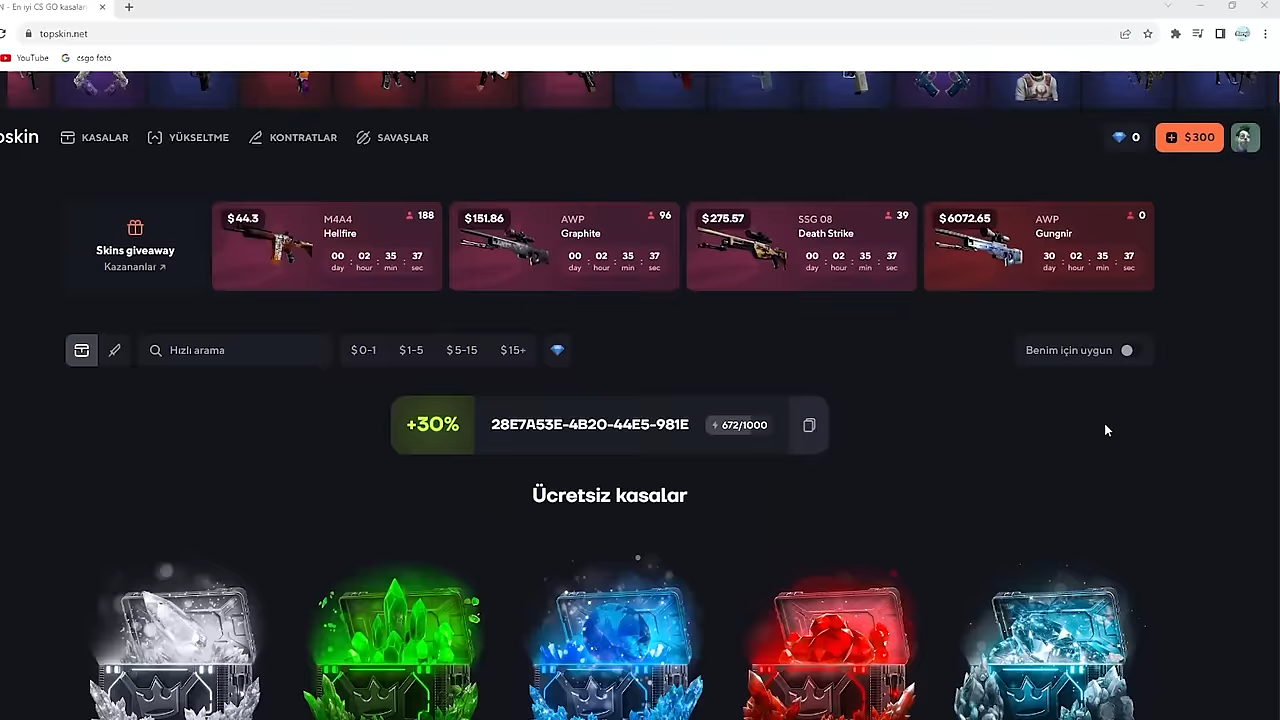 N - En iyi CS GO kasaları
topskin.net
YouTube
csgo foto
pskin
KASALAR
YÜKSELTME
KONTRATLAR
SAVAŞLAR
0
$300
Skins giveaway
Kazananlar ↗
$44.3
M4A4
188
Hellfire
00 : 02 : 35 : 37
day hour min sec
$151.86
AWP
96
Graphite
00 : 02 : 35 : 37
day hour min sec
$275.57
SSG 08
39
Death Strike
00 : 02 : 35 : 37
day hour min sec
$6072.65
AWP
0
Gungnir
30 : 02 : 35 : 37
day hour min sec
Hızlı arama
$0-1
$1-5
$5-15
$15+
Benim için uygun
+30%
28E7A53E-4B20-44E5-981E
672/1000
Ücretsiz kasalar